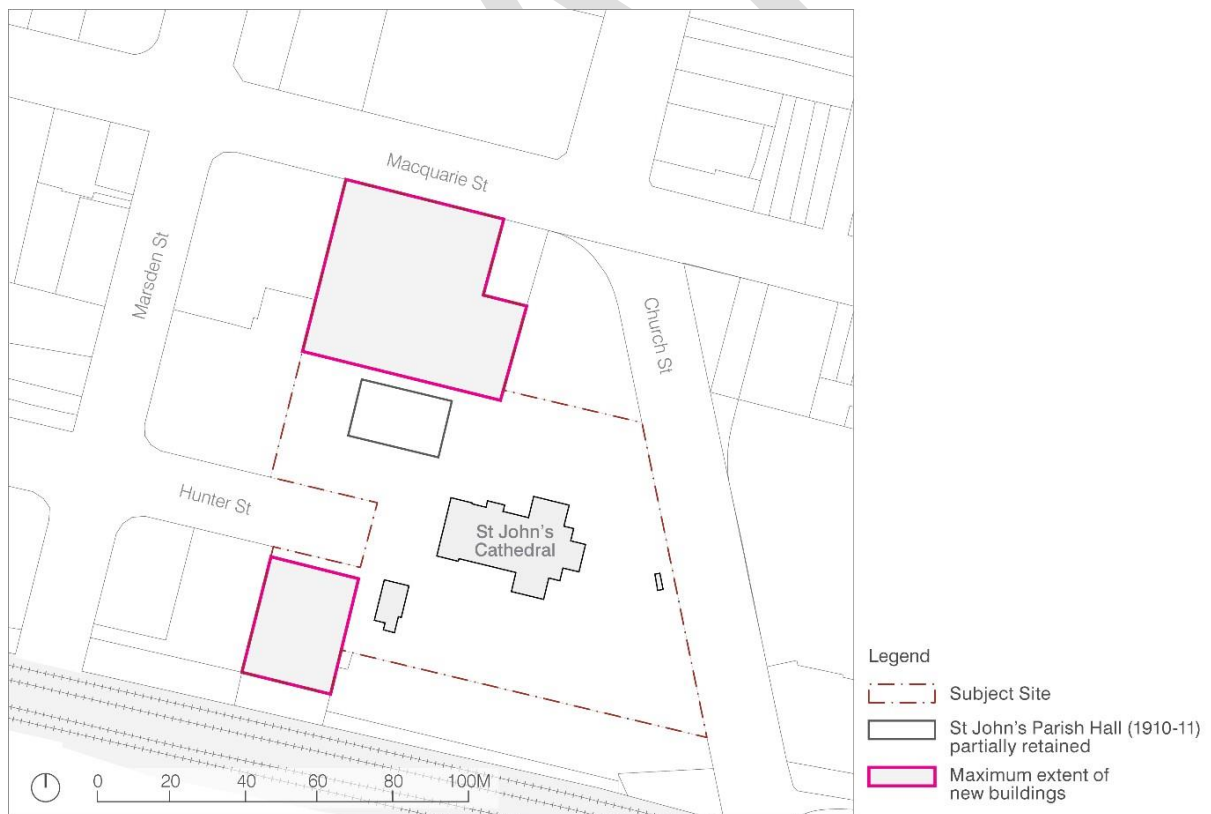 Macquarie St
Marsden St
Church St
Hunter St
St John's
Cathedral
0 20 40 60 80 100M
Legend
Subject Site
St John's Parish Hall (1910-11)
partially retained
Maximum extent of
new buildings